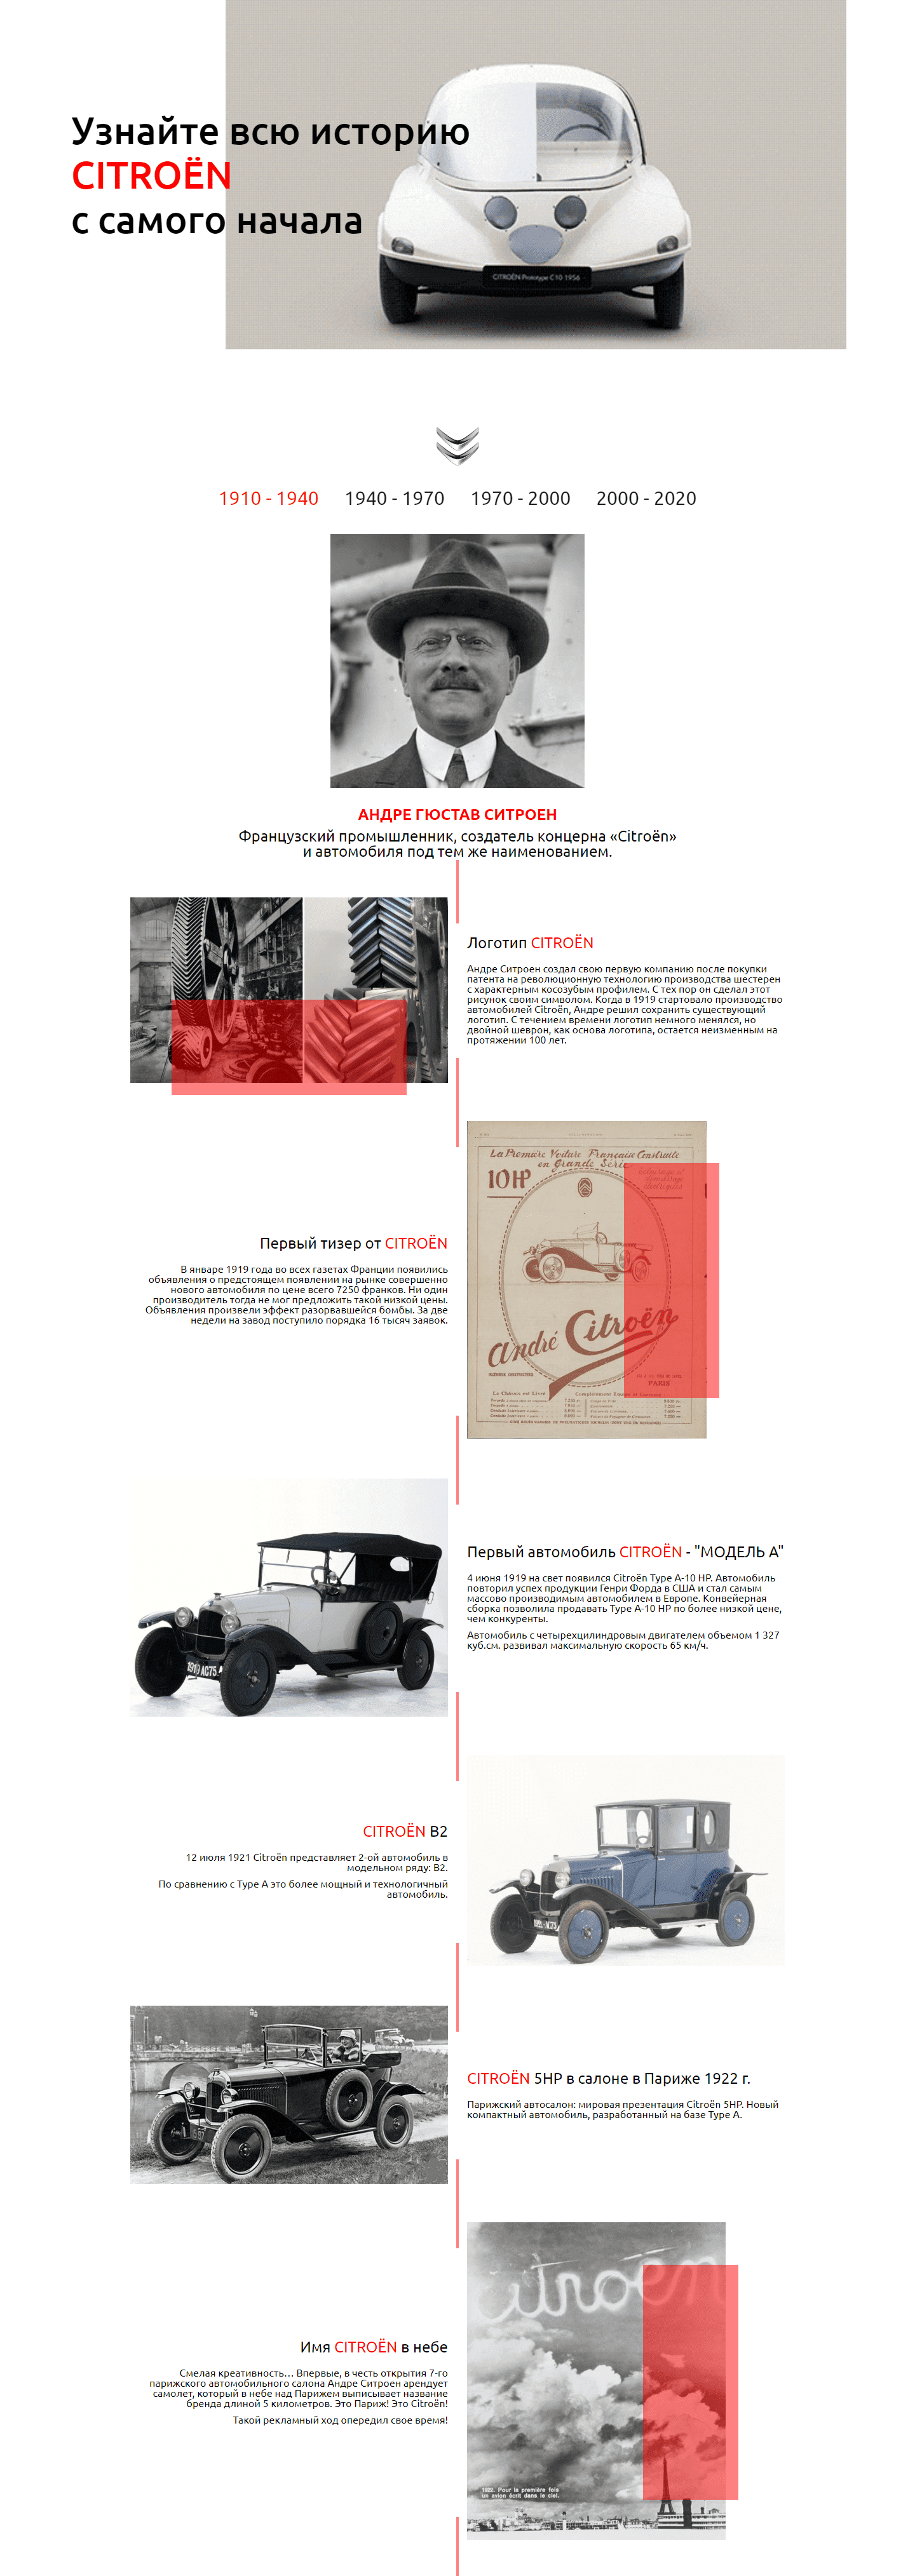 Узнайте всю историю
CITROËN
с самого начала
CITROËN Prototype C10 1956
1910 - 1940 1940 - 1970 1970 - 2000 2000 - 2020
АНДРЕ ГЮСТАВ СИТРОЕН
Французский промышленник, создатель концерна «Citroën»
и автомобиля под тем же наименованием.
Логотип CITROËN
Андре Ситроен создал свою первую компанию после покупки
патента на революционную технологию производства шестерен
с характерным косозубым профилем. С тех пор он сделал этот
рисунок своим символом. Когда в 1919 стартовало производство
автомобилей Citroën, Андре решил сохранить существующий
логотип. С течением времени логотип немного менялся, но
двойной шеврон, как основа логотипа, остается неизменным на
протяжении 100 лет.
La Première Voiture Française Construite
en Grande Série
10HP
André Citroën
PARIS
Первый тизер от CITROËN
В январе 1919 года во всех газетах Франции появились
объявления о предстоящем появлении на рынке совершенно
нового автомобиля по цене всего 7250 франков. Ни один
производитель тогда не мог предложить такой низкой цены.
Объявления произвели эффект разорвавшейся бомбы. За две
недели на завод поступило порядка 16 тысяч заявок.
Первый автомобиль CITROËN - "МОДЕЛЬ А"
4 июня 1919 на свет появился Citroën Type A-10 HP. Автомобиль
повторил успех продукции Генри Форда в США и стал самым
массово производимым автомобилем в Европе. Конвейерная
сборка позволила продавать Type A-10 HP по более низкой цене,
чем конкуренты.
Автомобиль с четырехцилиндровым двигателем объемом 1 327
куб.см. развивал максимальную скорость 65 км/ч.
CITROËN B2
12 июля 1921 Citroën представляет 2-ой автомобиль в
модельном ряду: B2.
По сравнению с Type A это более мощный и технологичный
автомобиль.
CITROËN 5HP в салоне в Париже 1922 г.
Парижский автосалон: мировая презентация Citroën 5HP. Новый
компактный автомобиль, разработанный на базе Type A.
citroën
Имя CITROËN в небе
Смелая креативность... Впервые, в честь открытия 7-го
парижского автомобильного салона Андре Ситроен арендует
самолет, который в небе над Парижем выписывает название
бренда длиной 5 километров. Это Париж! Это Citroën!
Такой рекламный ход опередил свое время!
1922. Pour la première fois
un avion écrit dans le ciel.